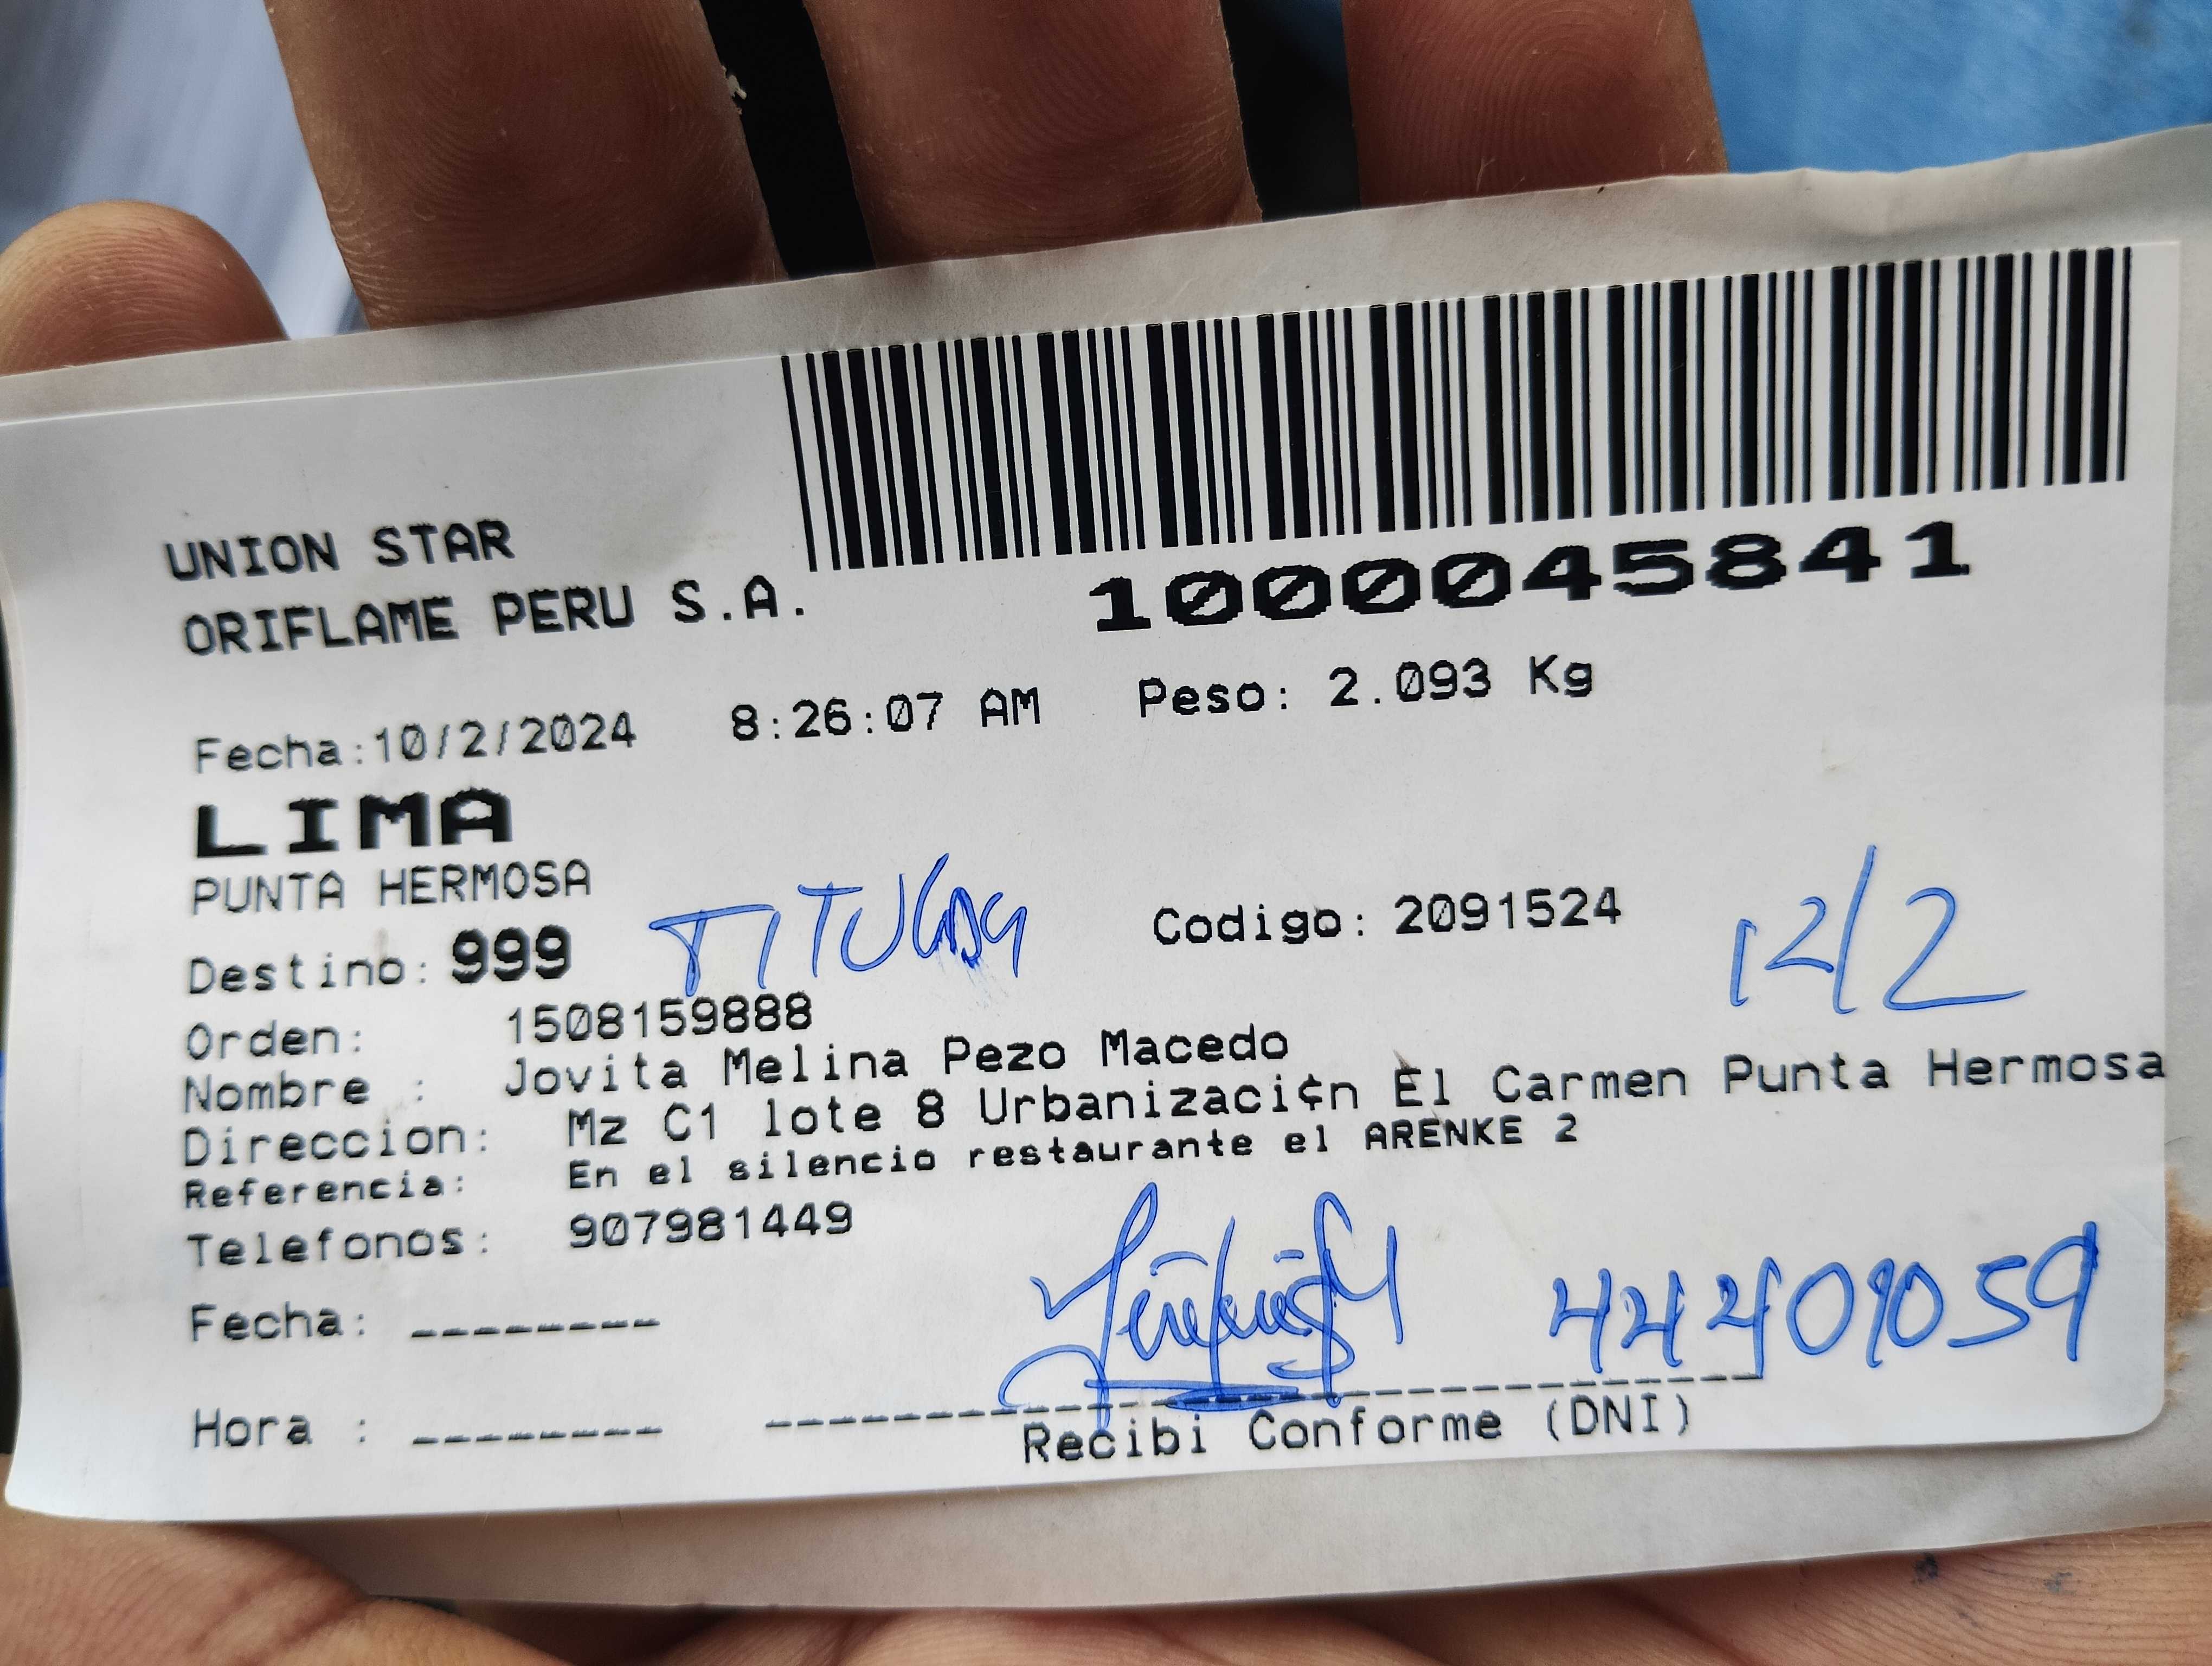 UNION STAR
ORIFLAME PERU S.A.
1000045841
Fecha:10/2/2024 8:26:07 AM Peso: 2.093 Kg
LIMA
PUNTA HERMOSA
Destino: 999 Codigo: 2091524 12/2
Orden: 1508159888
Nombre : Jovita Melina Pezo Macedo
Direccion: Mz C1 lote 8 Urbanizaci¢n El Carmen Punta Hermosa
Referencia: En el silencio restaurante el ARENKE 2
Telefonos: 907981449
Fecha: --------
Hora : --------
Recibi Conforme (DNI)